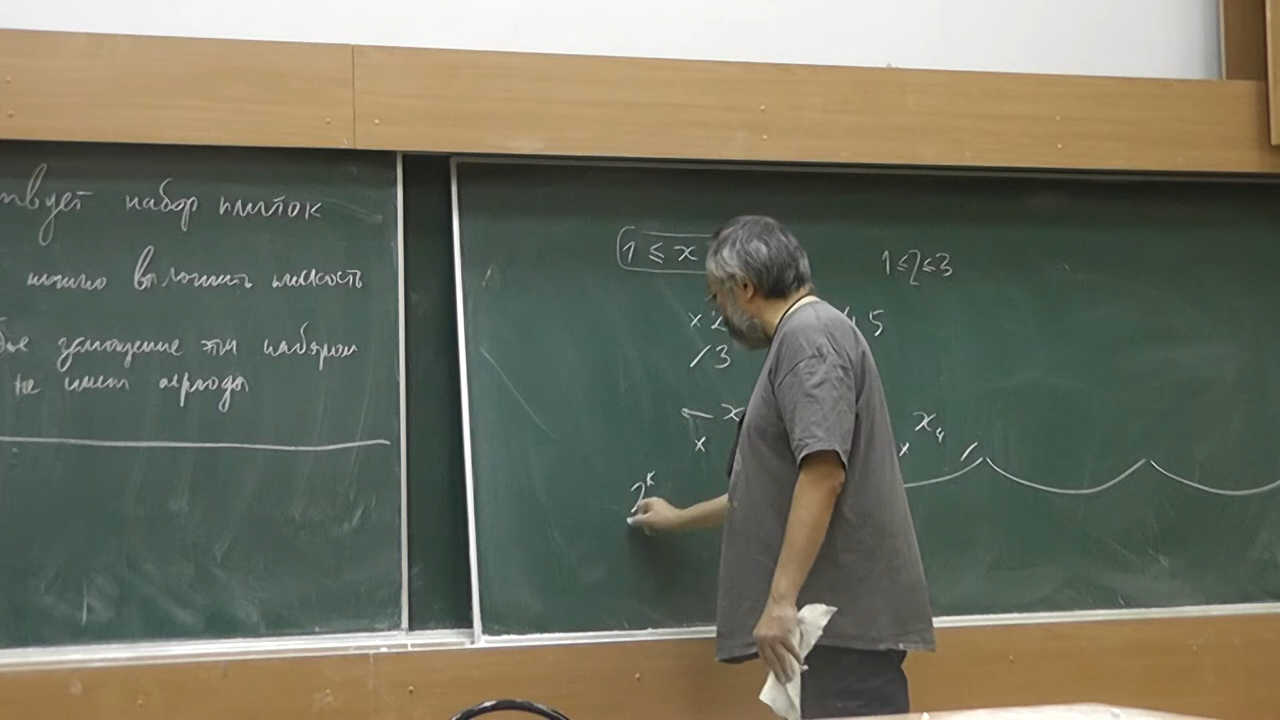 твует набор плиток
можно выложить плоскость
бое замощение эти набором
не имеет периода
1 ≤ x
1≤2≤3
×2
15
/3
← x
x₄
×
×
2ᵏ